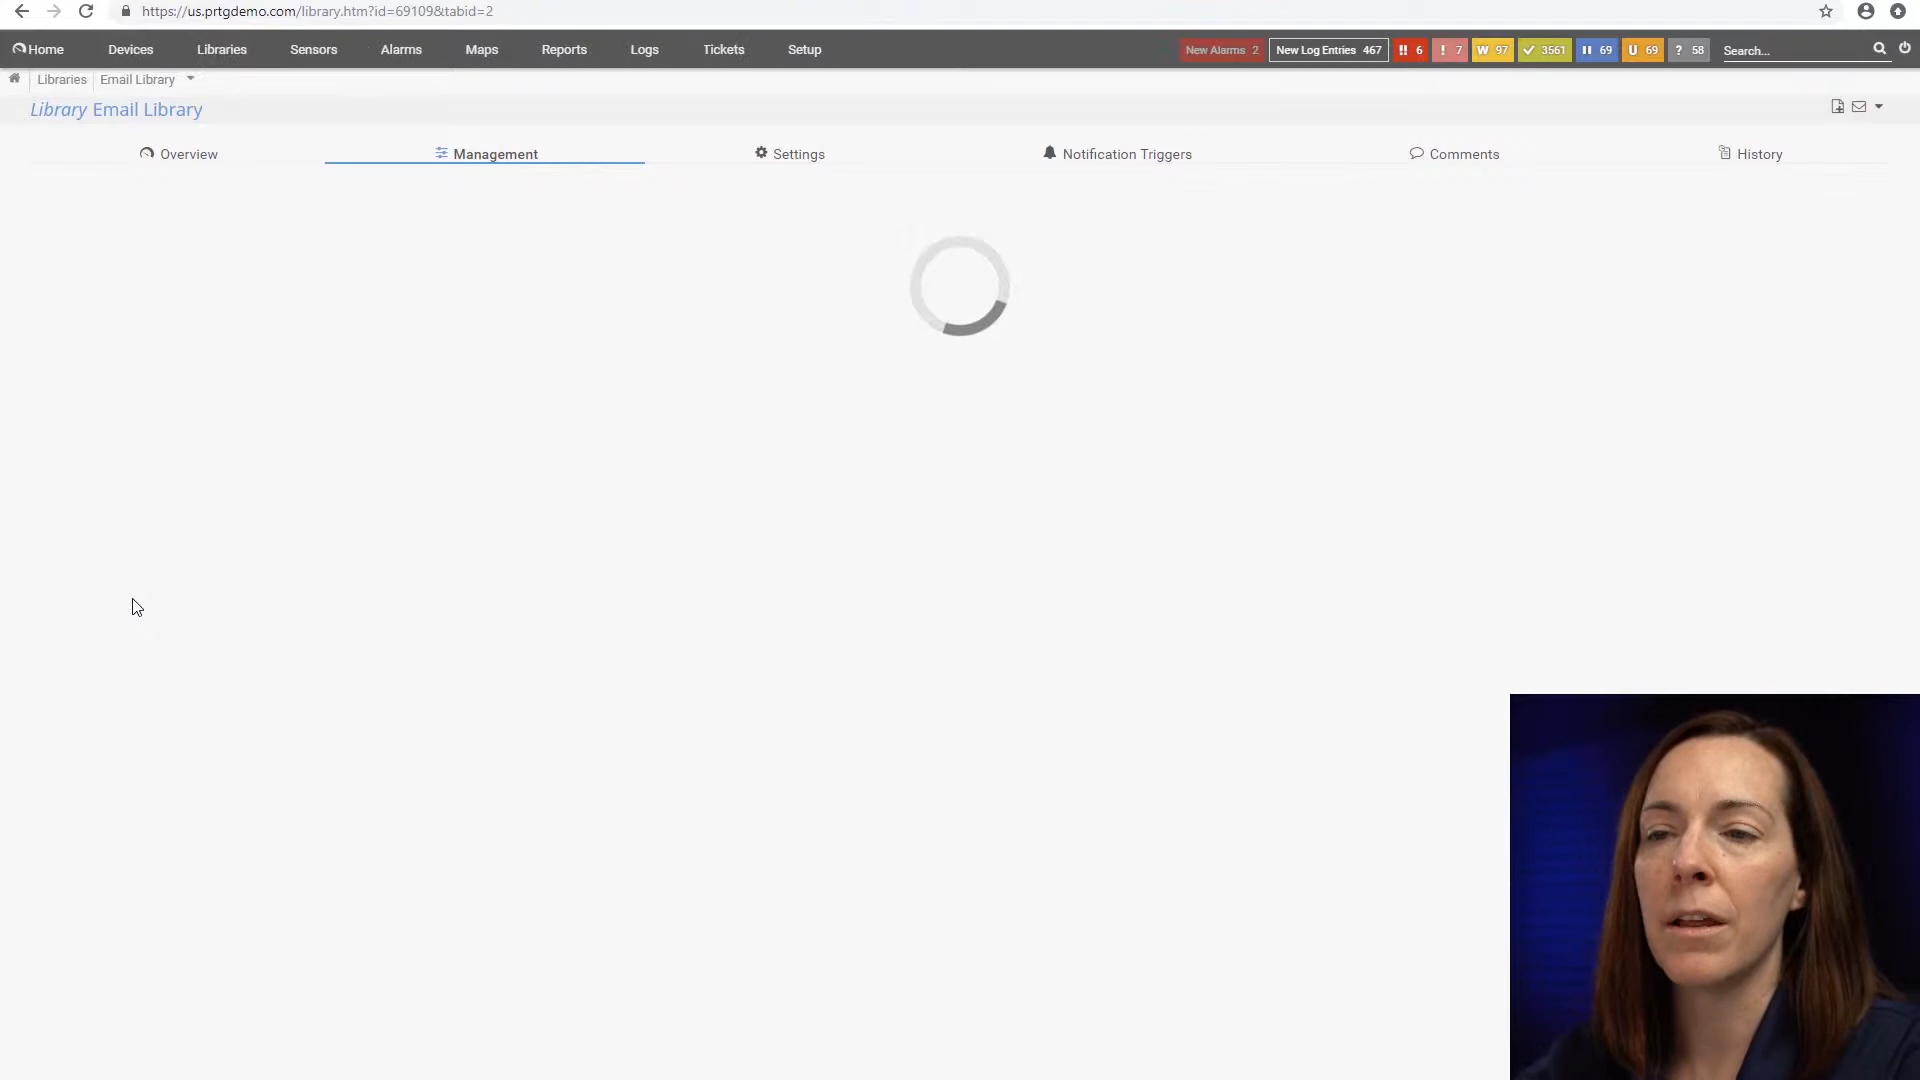 https://us.prtgdemo.com/library.htm?id=69109&tabid=2
Home Devices Libraries Sensors Alarms Maps Reports Logs Tickets Setup New Alarms 2 New Log Entries 467 !! 6 ! 7 W 97 3561 69 U 69 ? 58 Search...
Libraries Email Library
Library Email Library
Overview Management Settings Notification Triggers Comments History